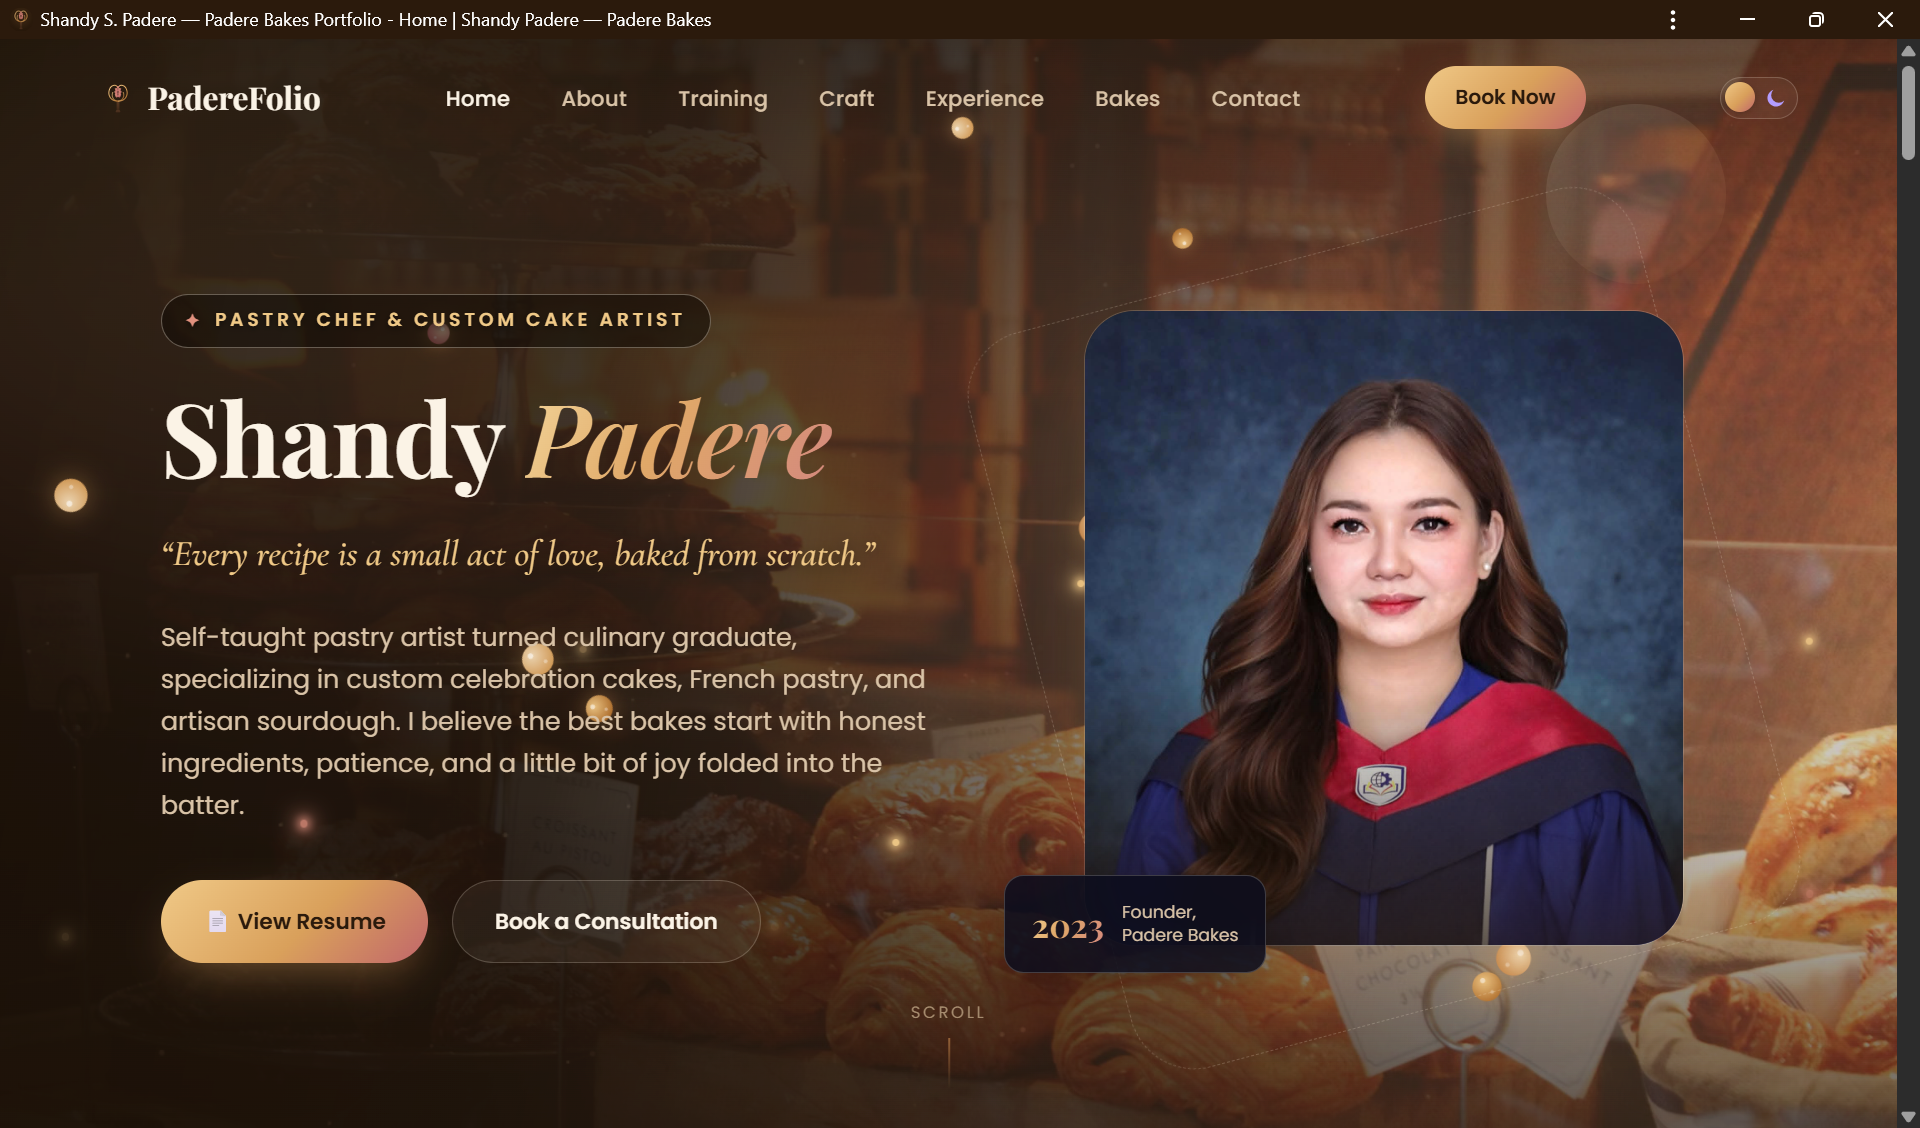 Shandy S. Padere — Padere Bakes Portfolio - Home | Shandy Padere — Padere Bakes
PadereFolio
Home
About
Training
Craft
Experience
Bakes
Contact
Book Now
PASTRY CHEF & CUSTOM CAKE ARTIST
Shandy Padere
“Every recipe is a small act of love, baked from scratch.”
Self-taught pastry artist turned culinary graduate,
specializing in custom celebration cakes, French pastry, and
artisan sourdough. I believe the best bakes start with honest
ingredients, patience, and a little bit of joy folded into the
batter.
View Resume
Book a Consultation
2023
Founder,
Padere Bakes
SCROLL
CROISSANT
CHOCOLAT